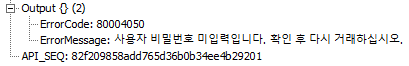 Output {} (2)
ErrorCode: 80004050
ErrorMessage: 사용자 비밀번호 미입력입니다. 확인 후 다시 거래하십시오.
API_SEQ: 82f209858add765d36b0b34ee4b29201